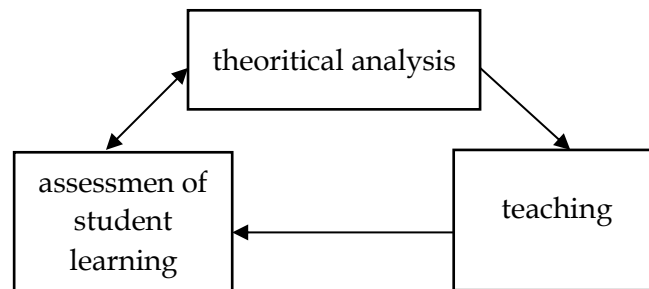 theoritical analysis
assessmen of
student
learning
teaching